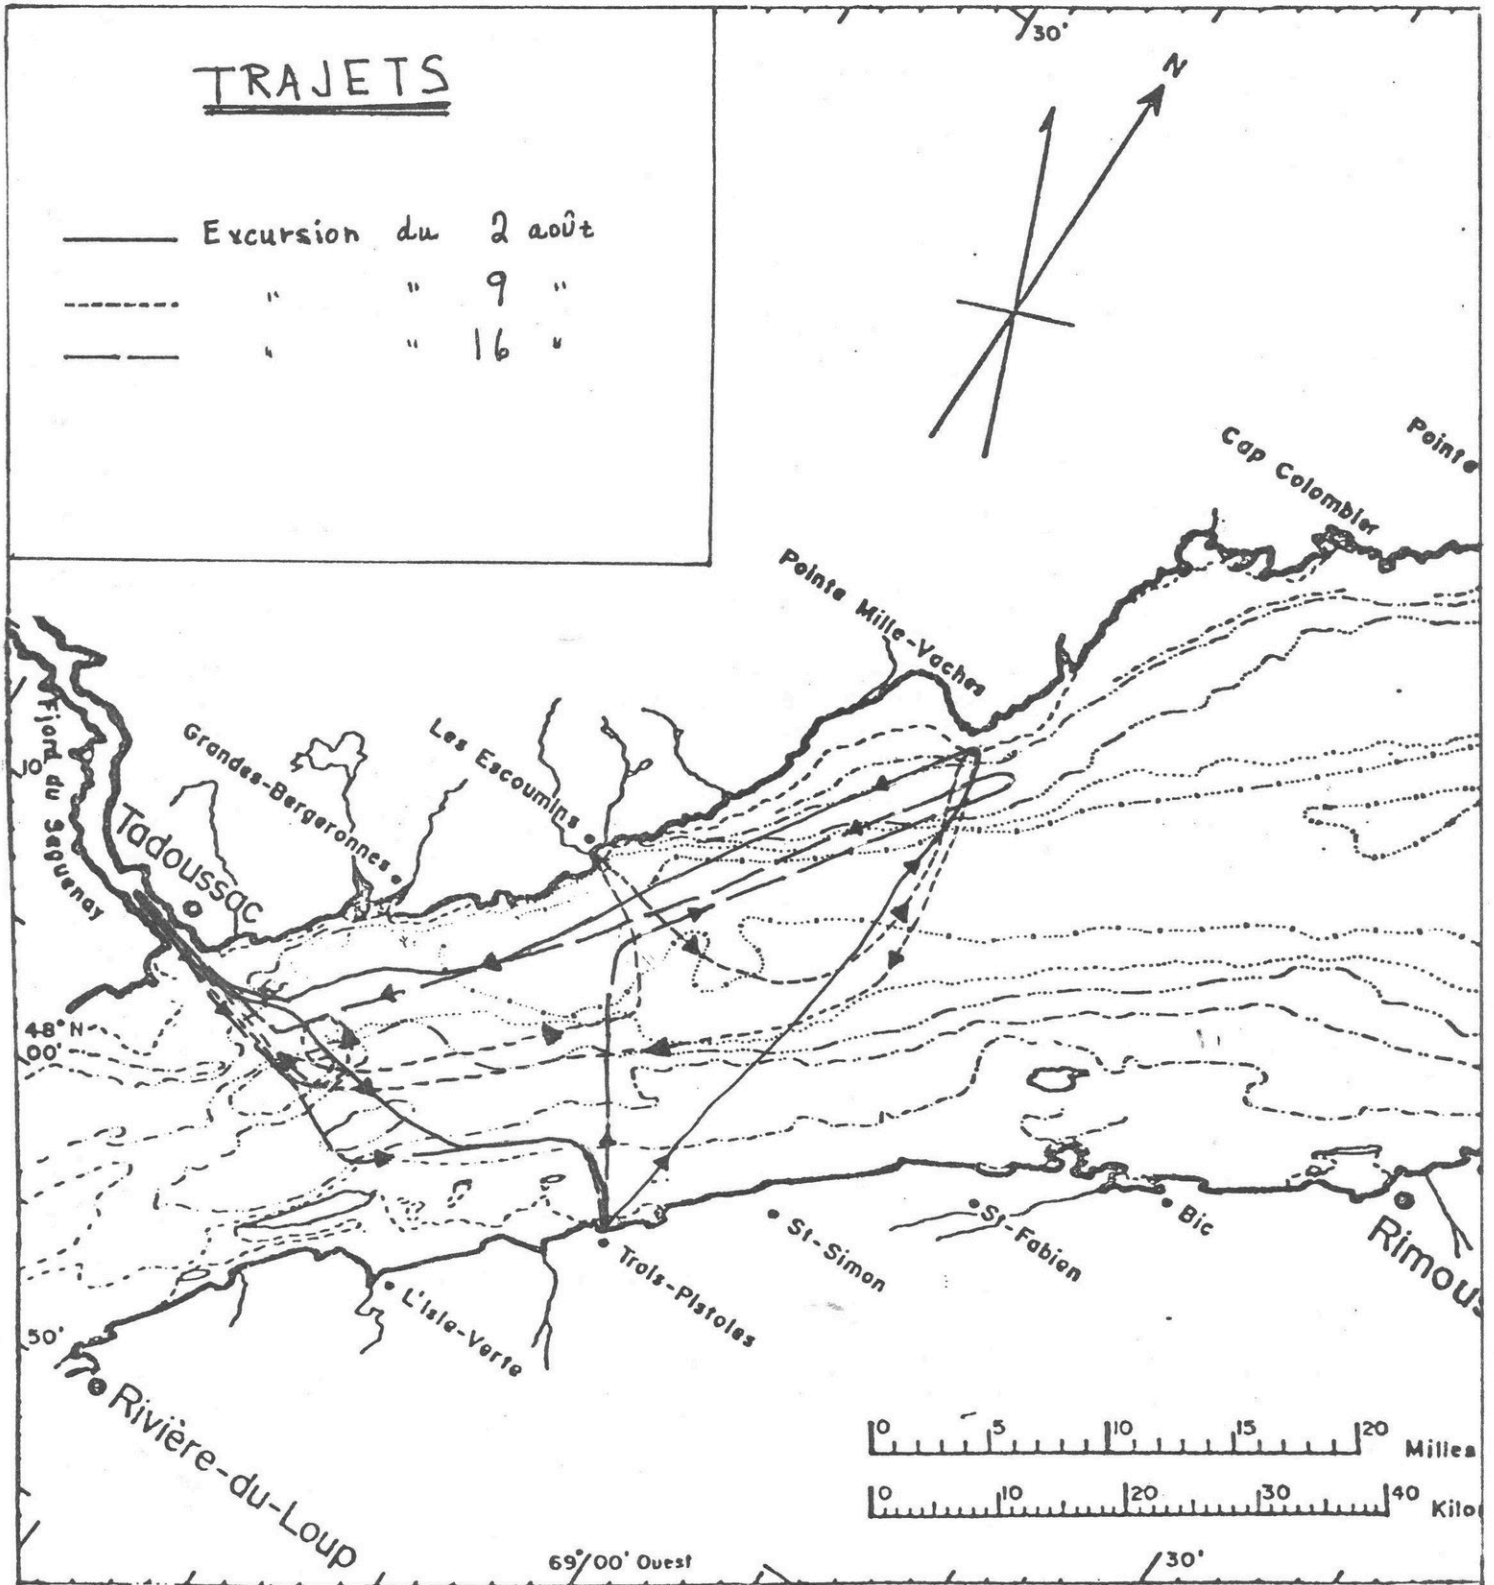 TRAJETS
Excursion du 2 août
" " 9 "
" " 16 "
30'
N
Cap Colombier
Pointe
Pointe Mille-Vaches
Les Escoumins
Grandes-Bergeronnes
Tadoussac
Fjord du Saguenay
10'
48° N
00'
50'
Rivière-du-Loup
L'Isle-Verte
Trois-Pistoles
St-Simon
St-Fabien
Bic
Rimous
0 5 10 15 20 Milles
0 10 20 30 40 Kilo
69°/00' Ouest
30'